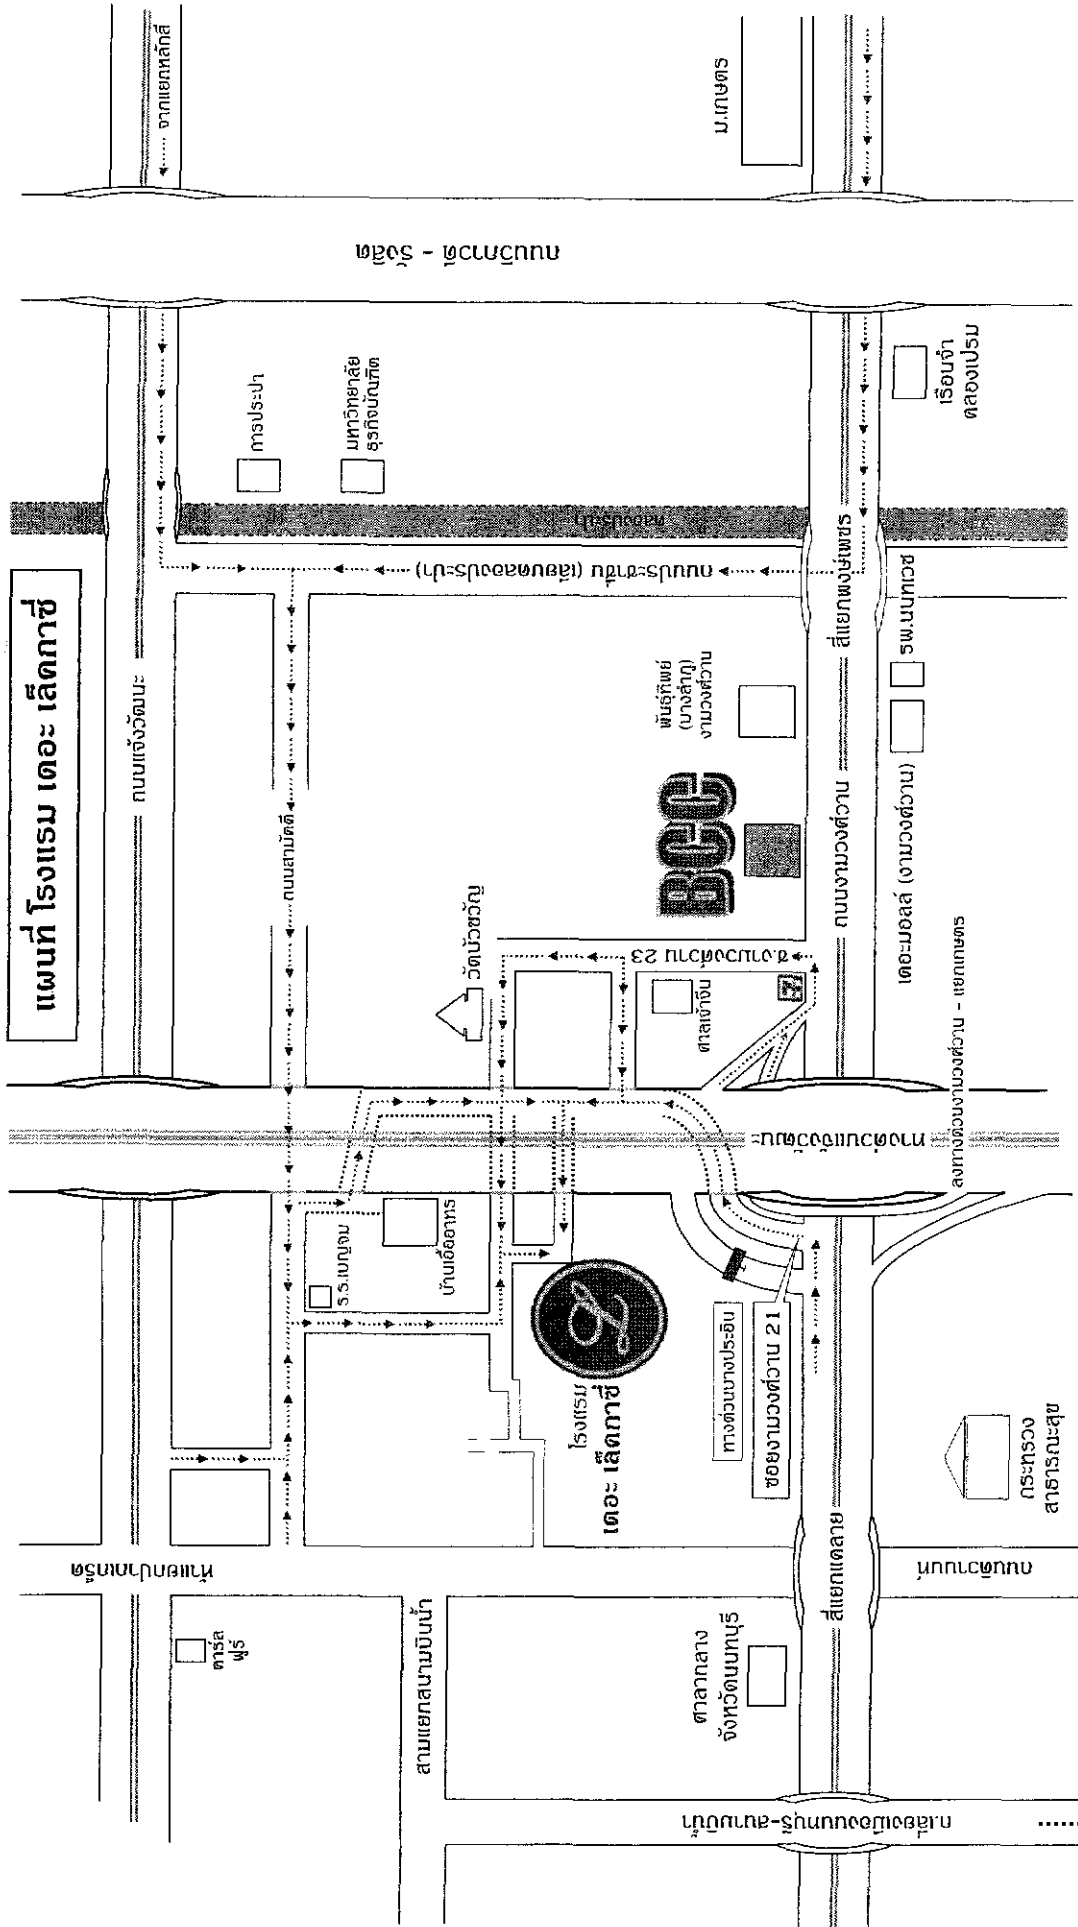 แผนที่ โรงแรม เดอะ เล็ดกาซี่
จากแยกหลักสี่
ถนนแจ้งวัฒนะ
ห้าแยกปากเกร็ด
คาร์ฟู
ถนนวิภาวดี - รังสิต
การประปา
มหาวิทยาลัย
ธุรกิจบัณฑิต
คลองประปา
ถนนประชาชื่น (เลียบคลองประปา)
ถนนสามัคคี
วัดบัวขวัญ
ร.ร.เบญจม
บ้านเอื้ออาทร
สามแยกสนามบินน้ำ
ม.เกษตร
พันธุ์ทิพย์
(บางลำภู)
งามวงศ์วาน
BCC
ซ.งามวงศ์วาน 23
ศาลเจ้าจีน
7
ทางด่วนแจ้งวัฒนะ
โรงแรม
เดอะ เล็ดกาซี่
ทางด่วนบางปะอิน
ซอยงามวงศ์วาน 21
ศาลากลาง
จังหวัดนนทบุรี
ถ.เลี่ยงเมืองนนทบุรี-สนามบินน้ำ
สี่แยกพงษ์เพชร
ถนนงามวงศ์วาน
สี่แยกแคลาย
เรือนจำ
คลองเปรม
รพ.นนทเวช
เดอะมอลล์ (งามวงศ์วาน)
ลงทางด่วนงามวงศ์วาน - แยกเกษตร
กระทรวง
สาธารณะสุข
ถนนติวานนท์